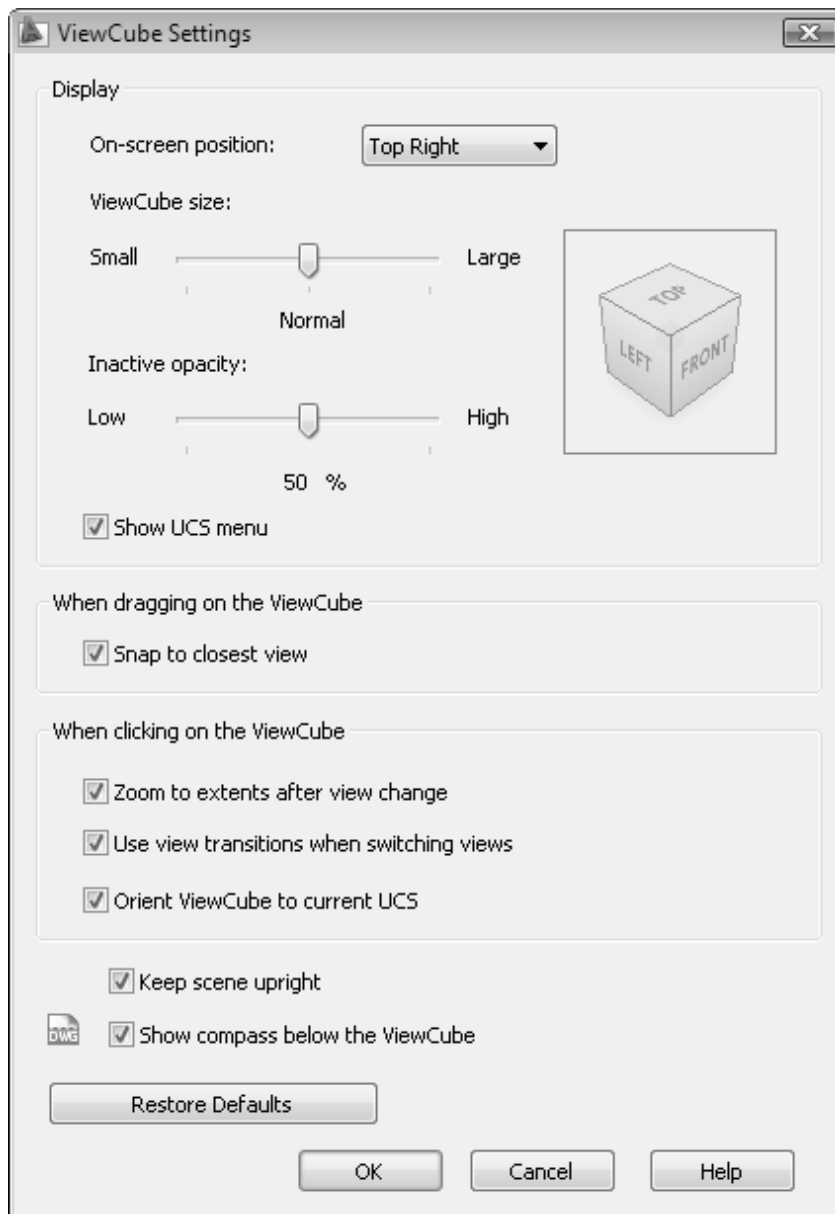 ViewCube Settings
Display
On-screen position: Top Right
ViewCube size:
Small Large
Normal
TOP
LEFT FRONT
Inactive opacity:
Low High
50 %
Show UCS menu
When dragging on the ViewCube
Snap to closest view
When clicking on the ViewCube
Zoom to extents after view change
Use view transitions when switching views
Orient ViewCube to current UCS
Keep scene upright
DWG Show compass below the ViewCube
Restore Defaults
OK Cancel Help